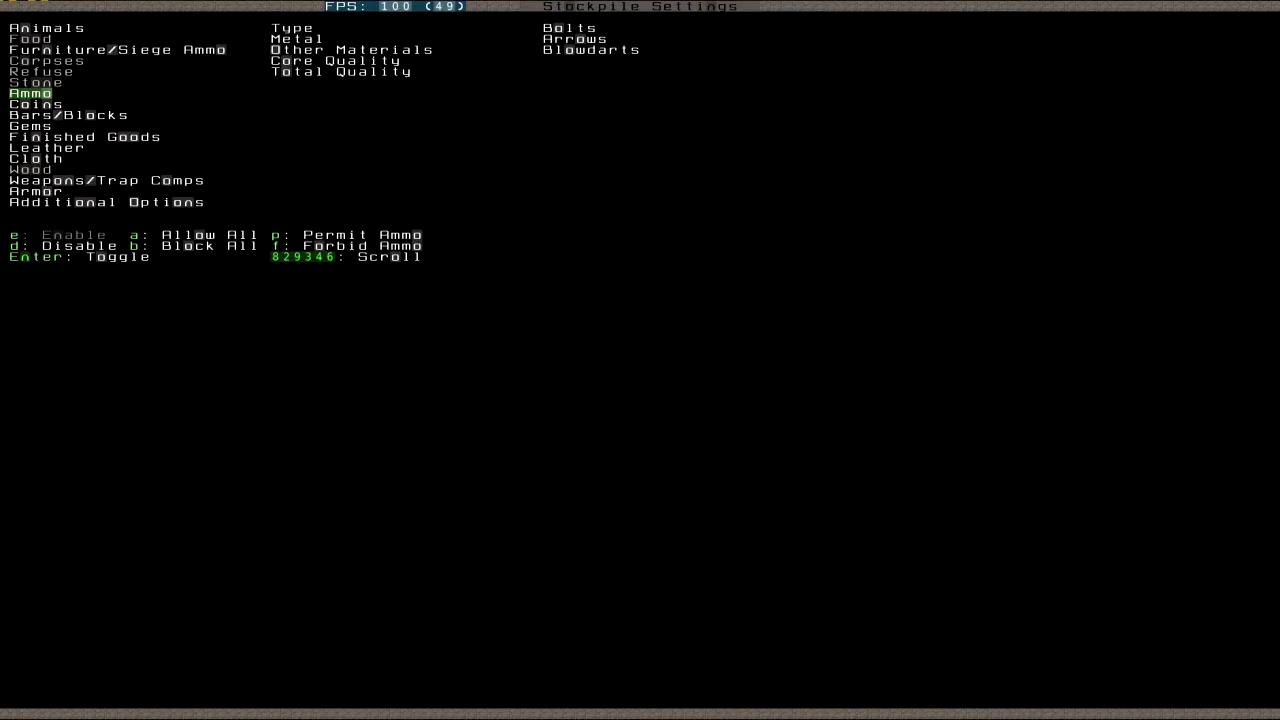 FPS: 100 (49) Stockpile Settings
Animals Type Bolts
Food Metal Arrows
Furniture/Siege Ammo Other Materials Blowdarts
Corpses Core Quality
Refuse Total Quality
Stone
Ammo
Coins
Bars/Blocks
Gems
Finished Goods
Leather
Cloth
Wood
Weapons/Trap Comps
Armor
Additional Options
e: Enable a: Allow All p: Permit Ammo
d: Disable b: Block All f: Forbid Ammo
Enter: Toggle 829346: Scroll